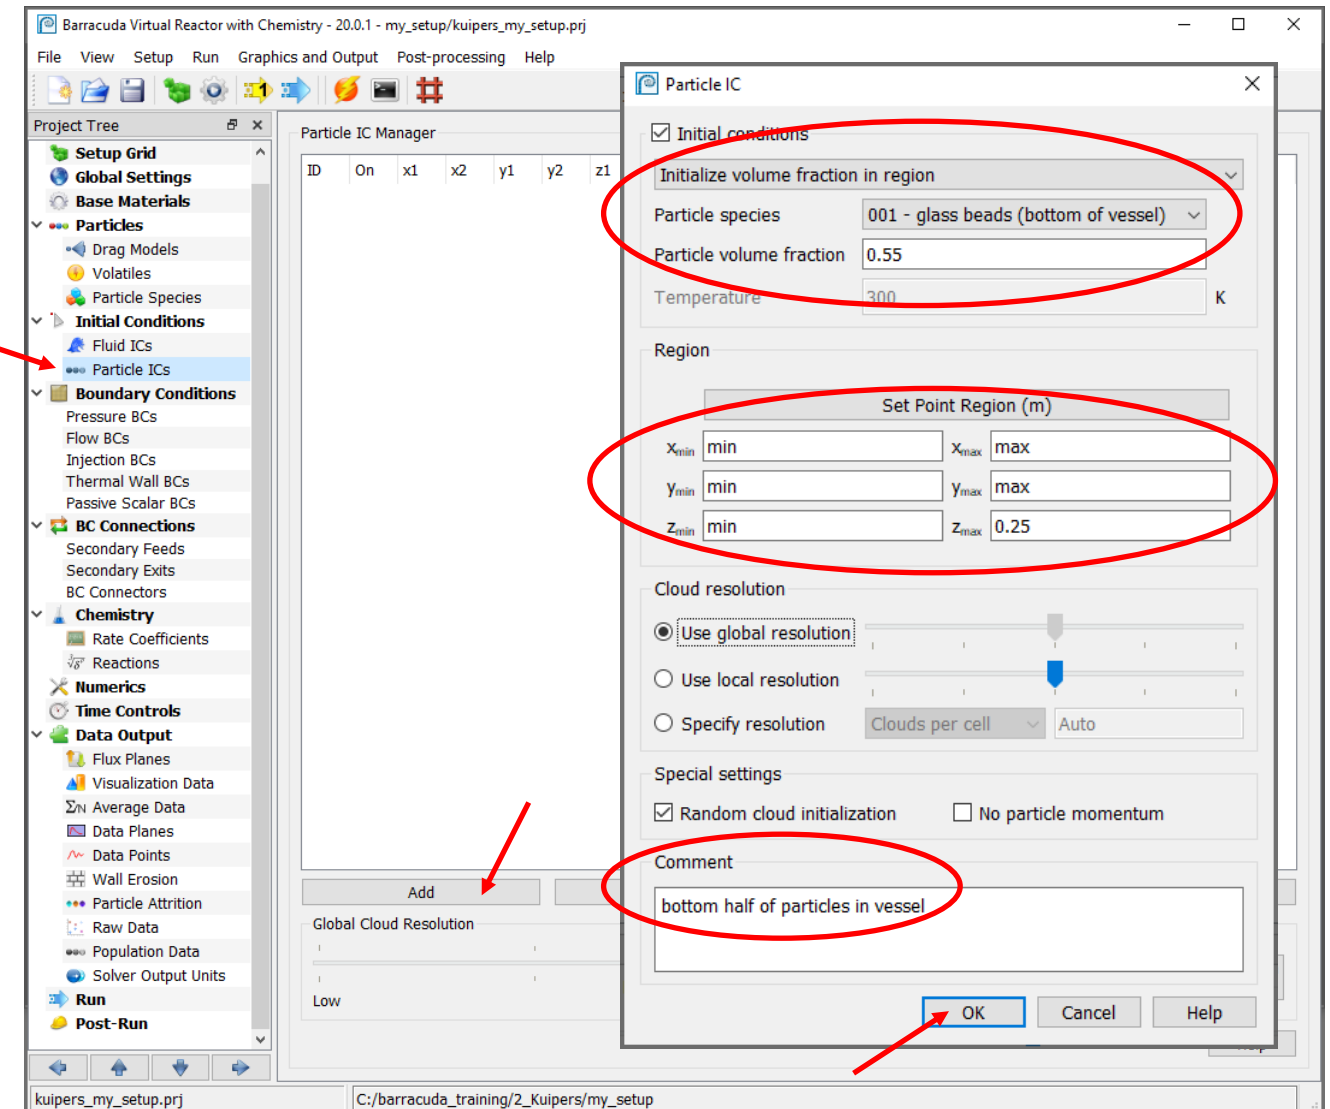 Barracuda Virtual Reactor with Chemistry - 20.0.1 - my_setup/kuipers_my_setup.prj
File View Setup Run Graphics and Output Post-processing Help
Project Tree
Setup Grid
Global Settings
Base Materials
Particles
Drag Models
Volatiles
Particle Species
Initial Conditions
Fluid ICs
Particle ICs
Boundary Conditions
Pressure BCs
Flow BCs
Injection BCs
Thermal Wall BCs
Passive Scalar BCs
BC Connections
Secondary Feeds
Secondary Exits
BC Connectors
Chemistry
Rate Coefficients
Reactions
Numerics
Time Controls
Data Output
Flux Planes
Visualization Data
Average Data
Data Planes
Data Points
Wall Erosion
Particle Attrition
Raw Data
Population Data
Solver Output Units
Run
Post-Run
Particle IC Manager
ID On x1 x2 y1 y2 z1
Add
Global Cloud Resolution
Low
Particle IC
Initial conditions
Initialize volume fraction in region
Particle species 001 - glass beads (bottom of vessel)
Particle volume fraction 0.55
Temperature 300 K
Region
Set Point Region (m)
xmin min xmax max
ymin min ymax max
zmin min zmax 0.25
Cloud resolution
Use global resolution
Use local resolution
Specify resolution Clouds per cell Auto
Special settings
Random cloud initialization No particle momentum
Comment
bottom half of particles in vessel
OK Cancel Help
kuipers_my_setup.prj C:/barracuda_training/2_Kuipers/my_setup